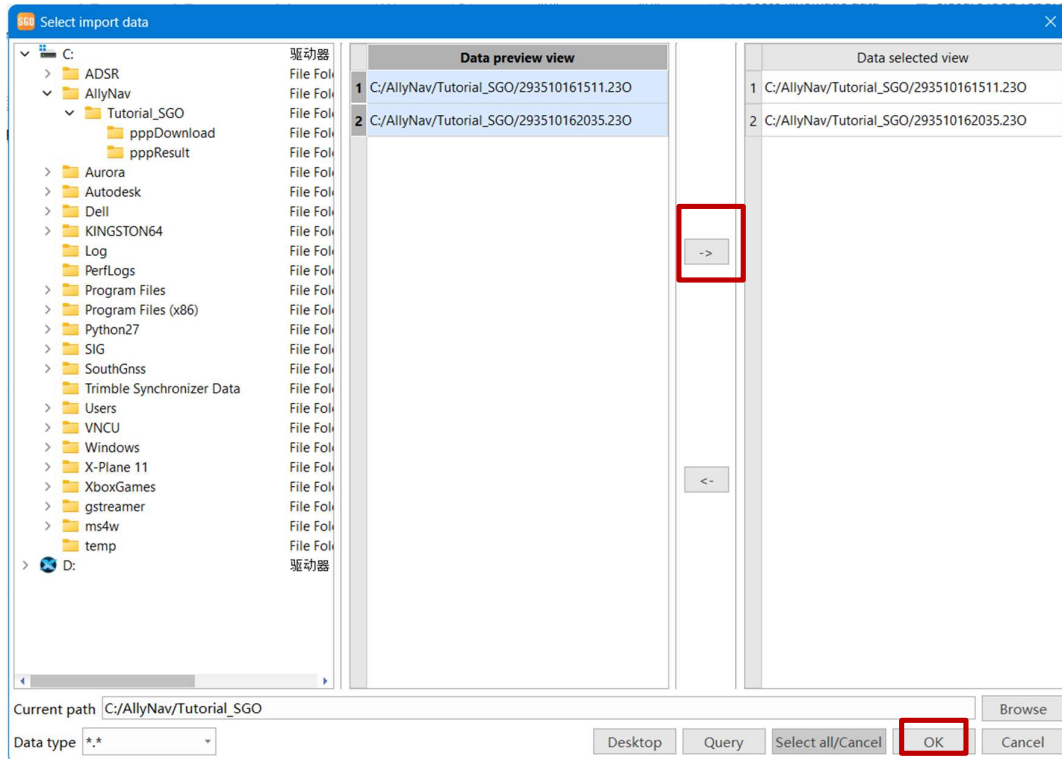 SGO Select import data
C: 驱动器
ADSR File Fol
AllyNav File Fol
Tutorial_SGO File Fol
pppDownload File Fol
pppResult File Fol
Aurora File Fol
Autodesk File Fol
Dell File Fol
KINGSTON64 File Fol
Log File Fol
PerfLogs File Fol
Program Files File Fol
Program Files (x86) File Fol
Python27 File Fol
SIG File Fol
SouthGnss File Fol
Trimble Synchronizer Data File Fol
Users File Fol
VNCU File Fol
Windows File Fol
X-Plane 11 File Fol
XboxGames File Fol
gstreamer File Fol
ms4w File Fol
temp File Fol
D: 驱动器
Data preview view
1 C:/AllyNav/Tutorial_SGO/293510161511.23O
2 C:/AllyNav/Tutorial_SGO/293510162035.23O
->
<-
Data selected view
1 C:/AllyNav/Tutorial_SGO/293510161511.23O
2 C:/AllyNav/Tutorial_SGO/293510162035.23O
Current path C:/AllyNav/Tutorial_SGO Browse
Data type *.* Desktop Query Select all/Cancel OK Cancel